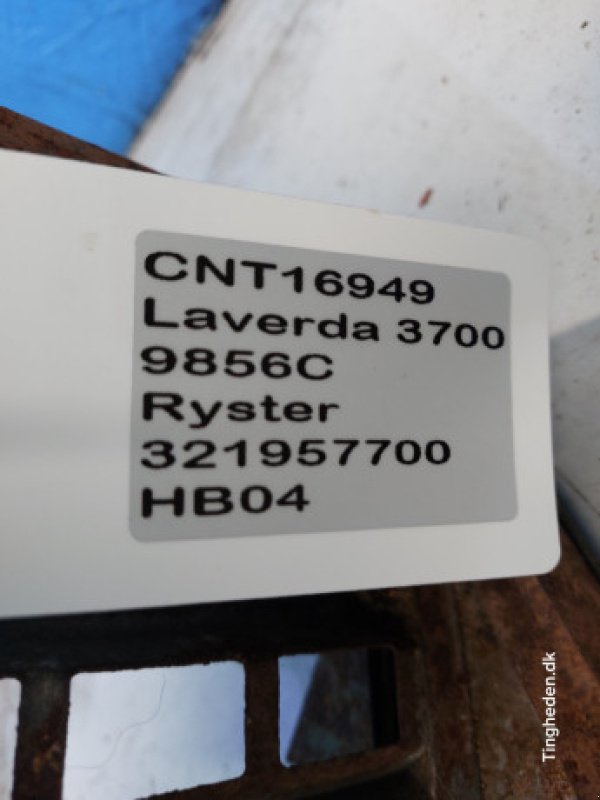 CNT16949
Laverda 3700
9856C
Ryster
321957700
HB04
Tingheden.dk